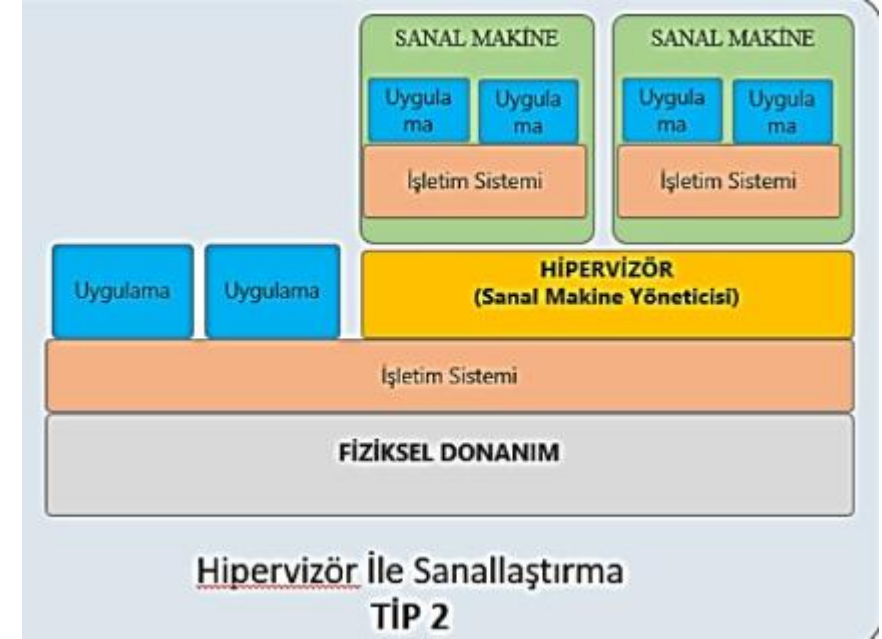 SANAL MAKİNE
SANAL MAKİNE
Uygula
ma
Uygula
ma
Uygula
ma
Uygula
ma
İşletim Sistemi
İşletim Sistemi
Uygulama
Uygulama
HİPERVİZÖR
(Sanal Makine Yöneticisi)
İşletim Sistemi
FİZİKSEL DONANIM
Hipervizör İle Sanallaştırma
TİP 2